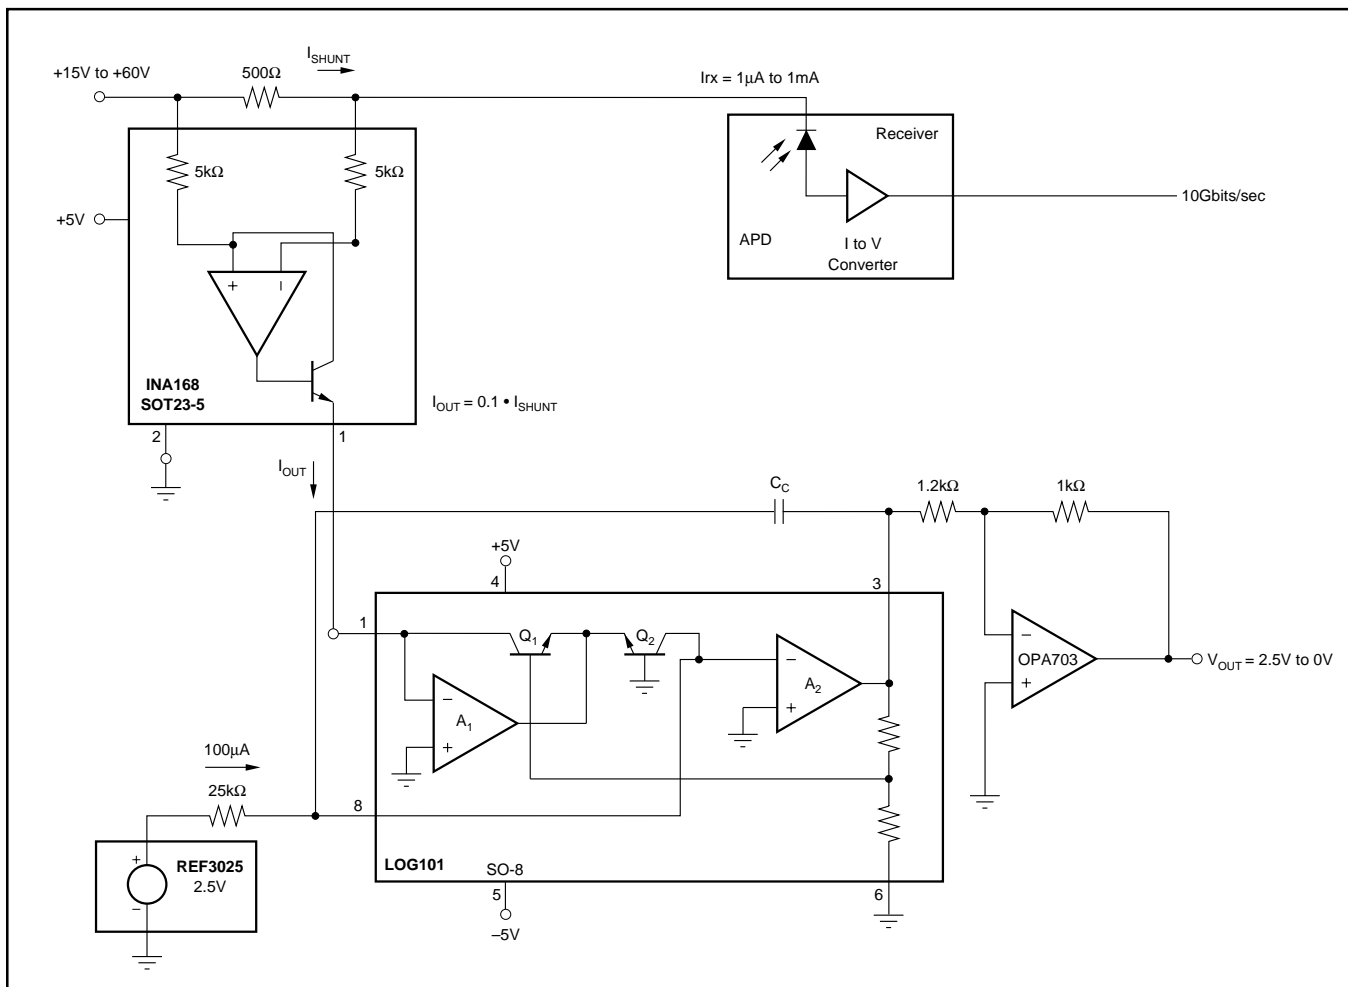 I_SHUNT
+15V to +60V
500Ω
Irx = 1µA to 1mA
Receiver
5kΩ
5kΩ
+5V
10Gbits/sec
APD
I to V
Converter
+
–
INA168
SOT23-5
I_OUT = 0.1 • I_SHUNT
2
1
I_OUT
C_C
1.2kΩ
1kΩ
+5V
4
3
1
Q_1
Q_2
–
A_1
+
–
A_2
+
–
OPA703
+
V_OUT = 2.5V to 0V
100µA
25kΩ
8
LOG101
SO-8
5
6
–5V
+
REF3025
2.5V
–